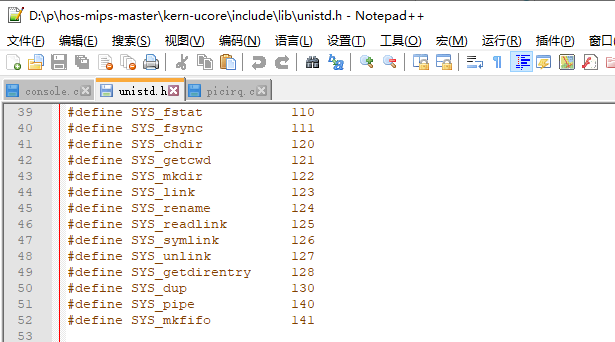 D:\p\hos-mips-master\kern-ucore\include\lib\unistd.h - Notepad++
文件(F) 编辑(E) 搜索(S) 视图(V) 编码(N) 语言(L) 设置(T) 工具(O) 宏(M) 运行(R) 插件(P) 窗口
console.c unistd.h picirq.c
39 #define SYS_fstat 110
40 #define SYS_fsync 111
41 #define SYS_chdir 120
42 #define SYS_getcwd 121
43 #define SYS_mkdir 122
44 #define SYS_link 123
45 #define SYS_rename 124
46 #define SYS_readlink 125
47 #define SYS_symlink 126
48 #define SYS_unlink 127
49 #define SYS_getdirentry 128
50 #define SYS_dup 130
51 #define SYS_pipe 140
52 #define SYS_mkfifo 141
53